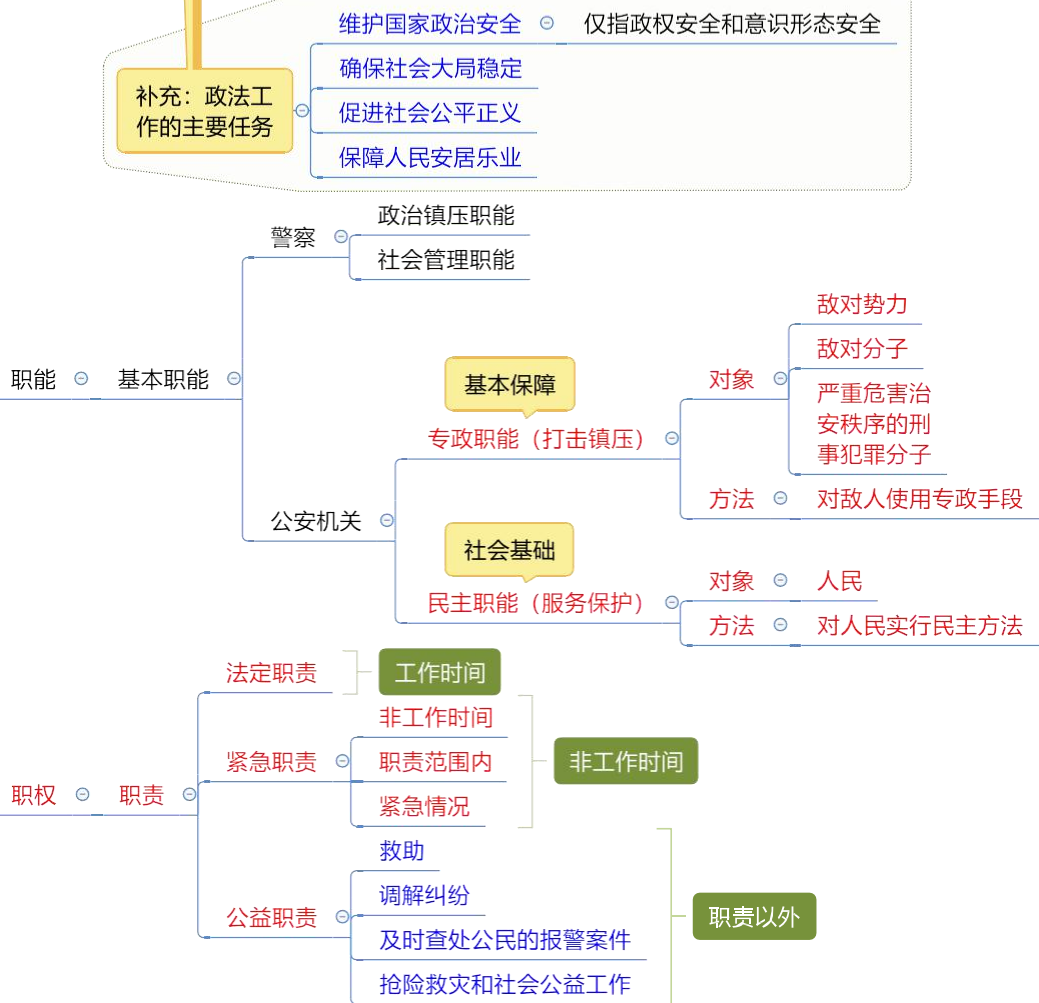 维护国家政治安全
仅指政权安全和意识形态安全
确保社会大局稳定
补充：政法工
作的主要任务
促进社会公平正义
保障人民安居乐业
警察
政治镇压职能
社会管理职能
职能
基本职能
公安机关
基本保障
专政职能（打击镇压）
对象
敌对势力
敌对分子
严重危害治
安秩序的刑
事犯罪分子
方法
对敌人使用专政手段
社会基础
民主职能（服务保护）
对象
人民
方法
对人民实行民主方法
职权
职责
法定职责
工作时间
紧急职责
非工作时间
职责范围内
紧急情况
非工作时间
公益职责
救助
调解纠纷
及时查处公民的报警案件
抢险救灾和社会公益工作
职责以外